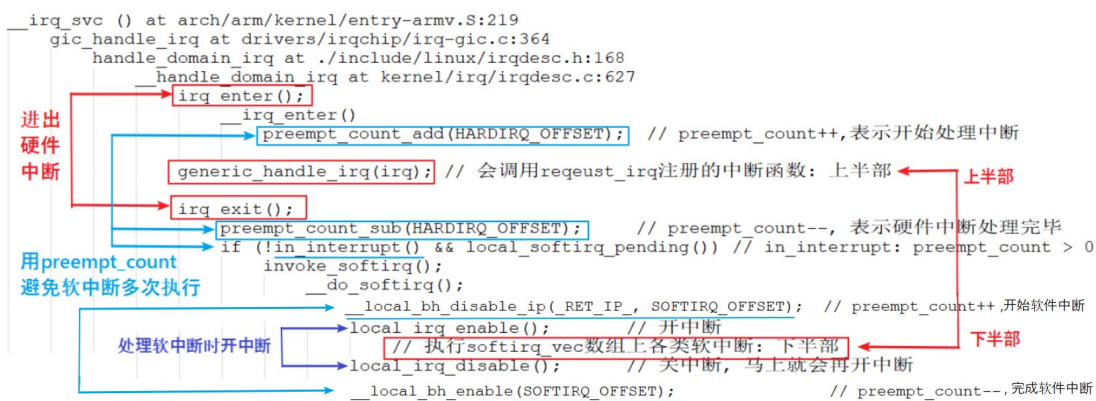 __irq_svc () at arch/arm/kernel/entry-armv.S:219
gic_handle_irq at drivers/irqchip/irq-gic.c:364
handle_domain_irq at ./include/linux/irqdesc.h:168
__handle_domain_irq at kernel/irq/irqdesc.c:627
irq_enter();
__irq_enter()
进出
硬件
中断
preempt_count_add(HARDIRQ_OFFSET); // preempt_count++,表示开始处理中断
generic_handle_irq(irq); // 会调用reqeust_irq注册的中断函数: 上半部
上半部
irq_exit();
preempt_count_sub(HARDIRQ_OFFSET); // preempt_count--, 表示硬件中断处理完毕
if (!in_interrupt() && local_softirq_pending()) // in_interrupt: preempt_count > 0
用preempt_count
避免软中断多次执行
invoke_softirq();
__do_softirq();
__local_bh_disable_ip(_RET_IP_, SOFTIRQ_OFFSET); // preempt_count++ ,开始软件中断
local_irq_enable(); // 开中断
处理软中断时开中断
// 执行softirq_vec数组上各类软中断: 下半部
下半部
local_irq_disable(); // 关中断, 马上就会再开中断
__local_bh_enable(SOFTIRQ_OFFSET); // preempt_count--,完成软件中断